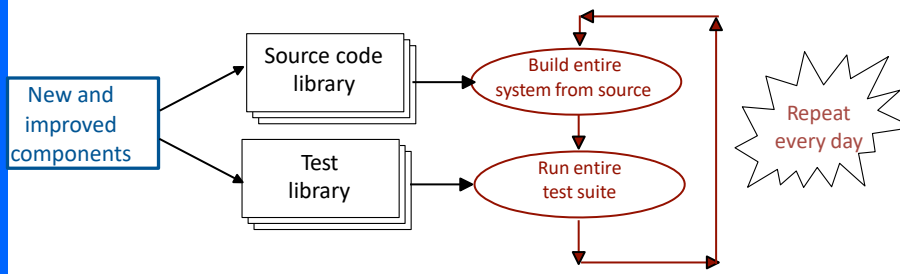 New and
improved
components
Source code
library
Test
library
Build entire
system from source
Run entire
test suite
Repeat
every day